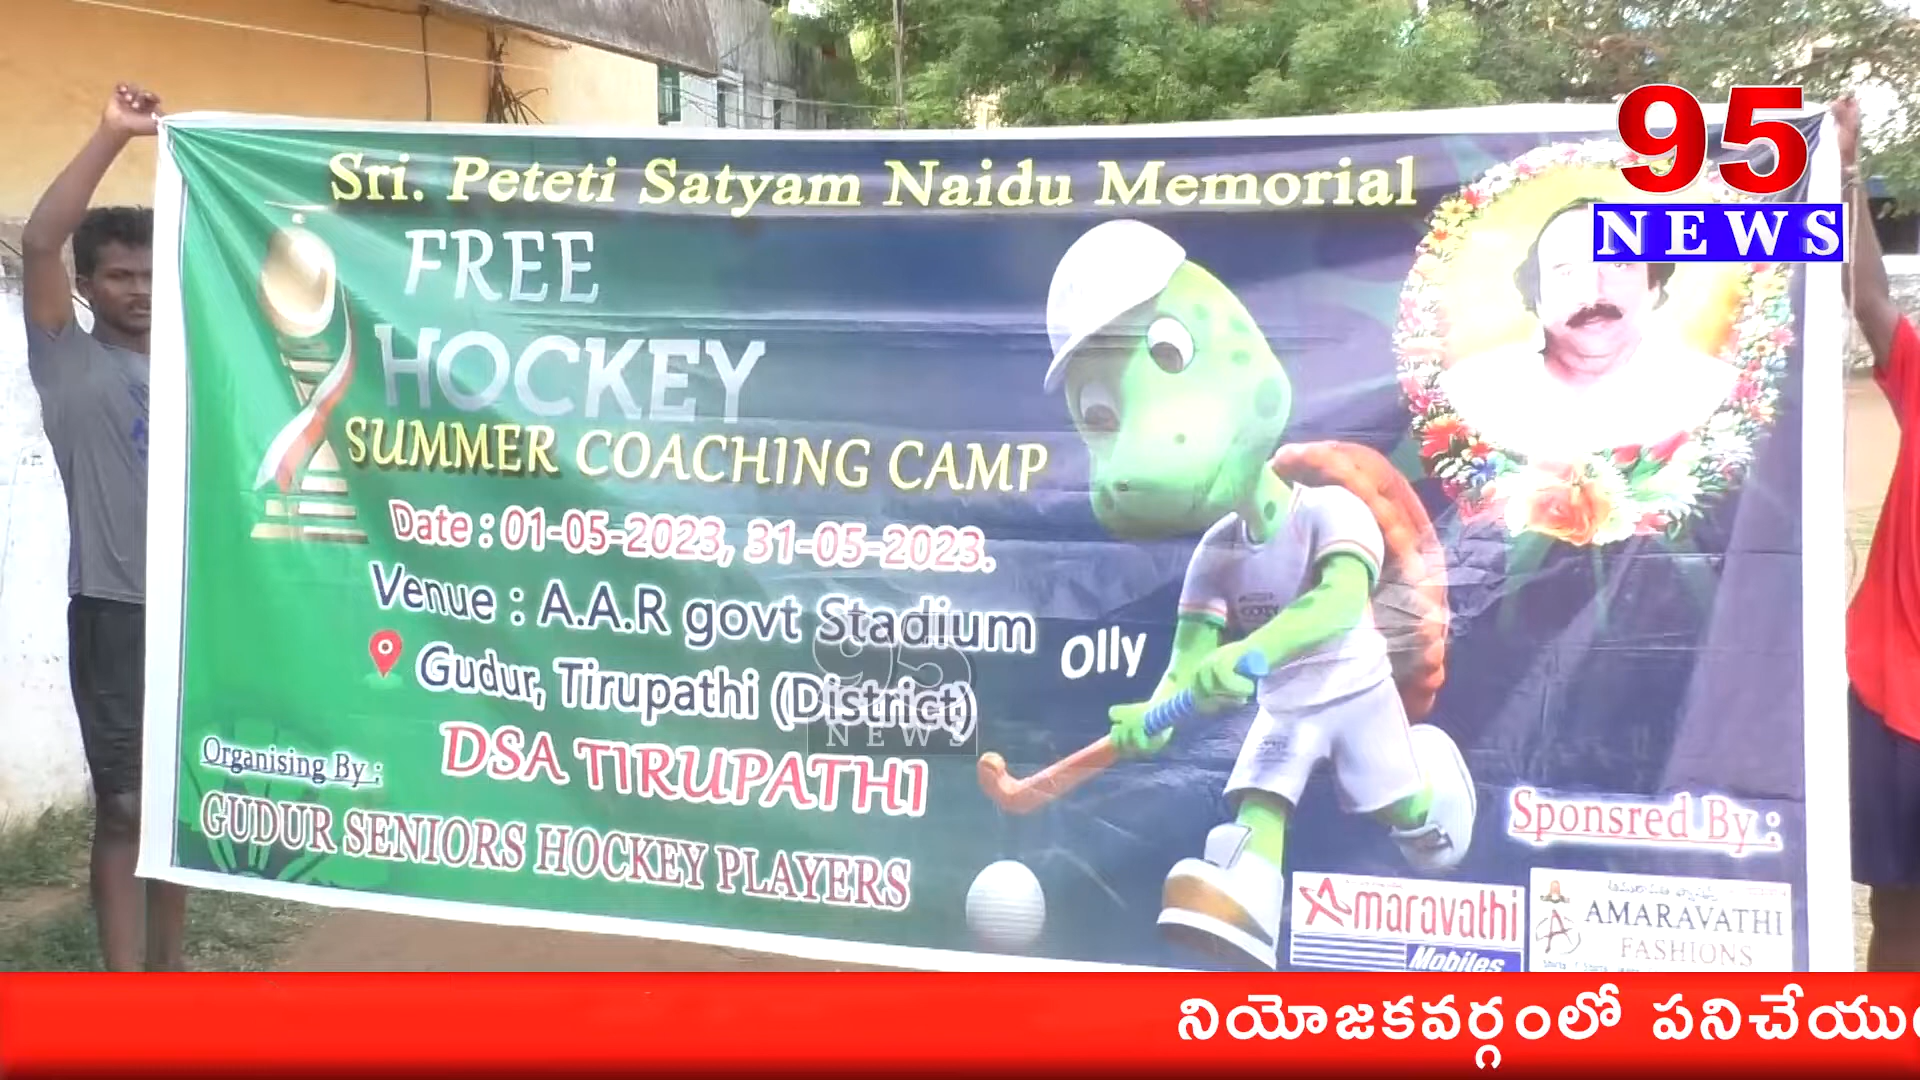 95
NEWS
Sri. Peteti Satyam Naidu Memorial
FREE
HOCKEY
SUMMER COACHING CAMP
Date : 01-05-2023, 31-05-2023.
Venue : A.A.R govt Stadium
Gudur, Tirupathi (District)
DSA TIRUPATHI
Organising By :
GUDUR SENIORS HOCKEY PLAYERS
Olly
95
NEWS
Sponsred By :
Amaravathi
Mobiles
AMARAVATHI
FASHIONS
నియోజకవర్గంలో పనిచేయు